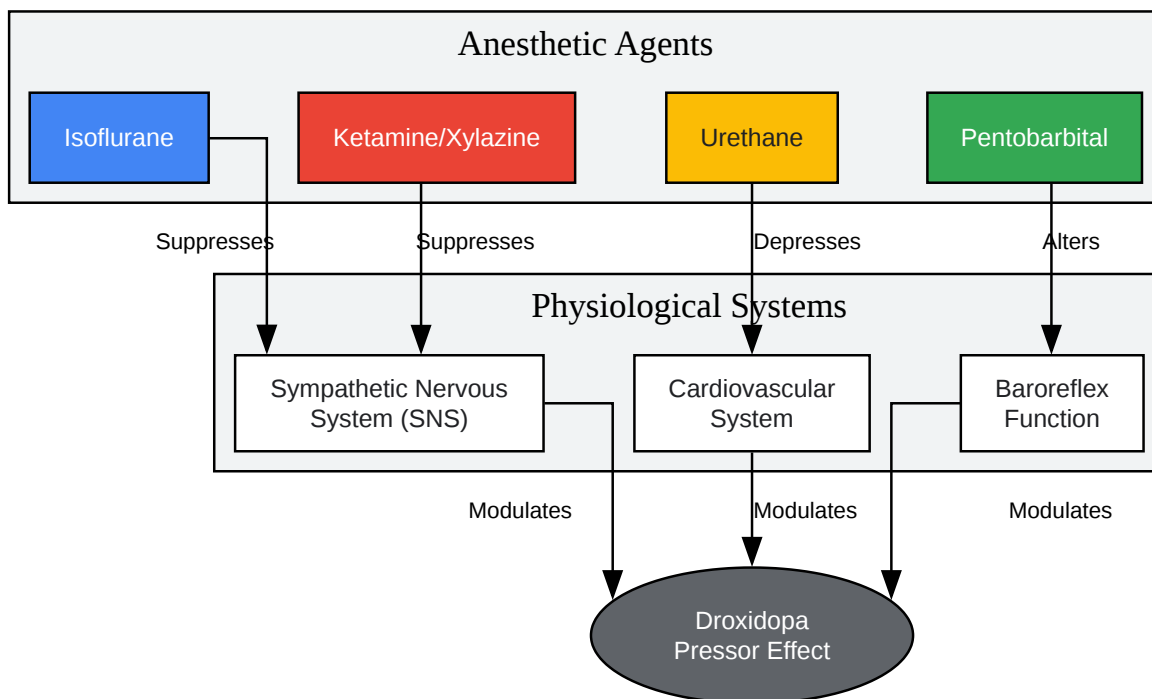 Anesthetic Agents
Isoflurane
Ketamine/Xylazine
Urethane
Pentobarbital
Suppresses
Suppresses
Depresses
Alters
Physiological Systems
Sympathetic Nervous
System (SNS)
Cardiovascular
System
Baroreflex
Function
Modulates
Modulates
Modulates
Droxidopa
Pressor Effect